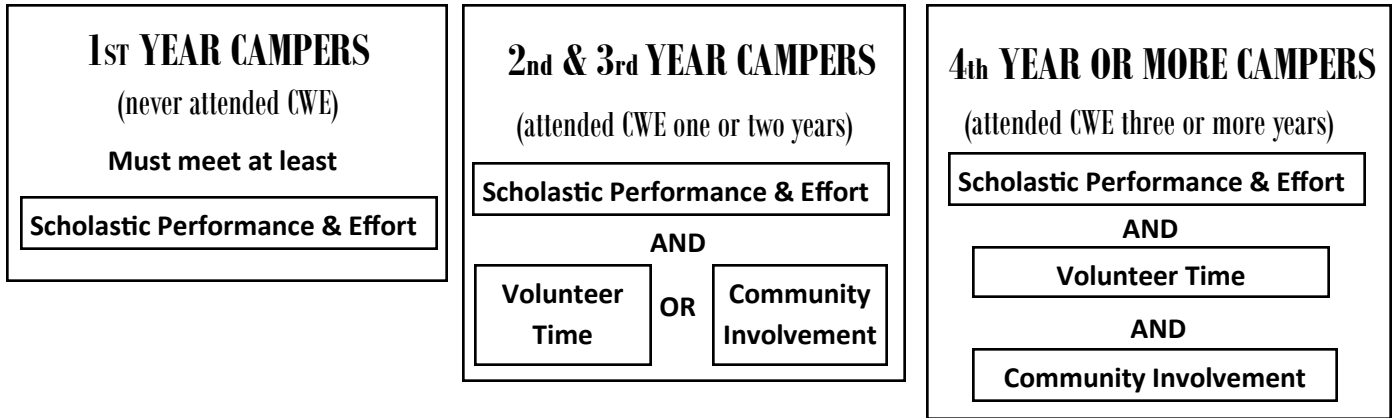 1ST YEAR CAMPERS
(never attended CWE)
Must meet at least
Scholastic Performance & Effort
2nd & 3rd YEAR CAMPERS
(attended CWE one or two years)
Scholastic Performance & Effort
AND
Volunteer
Time
OR
Community
Involvement
4th YEAR OR MORE CAMPERS
(attended CWE three or more years)
Scholastic Performance & Effort
AND
Volunteer Time
AND
Community Involvement